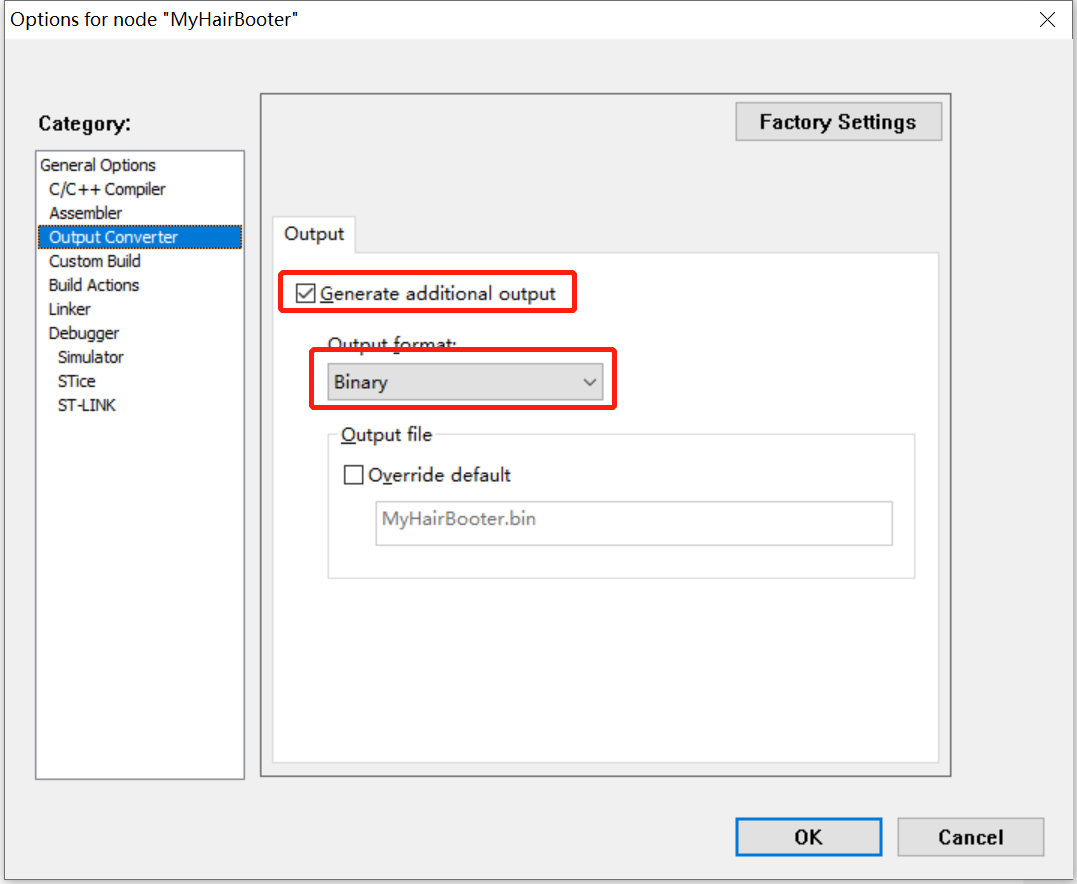 Options for node "MyHairBooter"
Category:
Factory Settings
General Options
C/C++ Compiler
Assembler
Output Converter
Custom Build
Build Actions
Linker
Debugger
Simulator
STice
ST-LINK
Output
Generate additional output
Output format:
Binary
Output file
Override default
MyHairBooter.bin
OK
Cancel